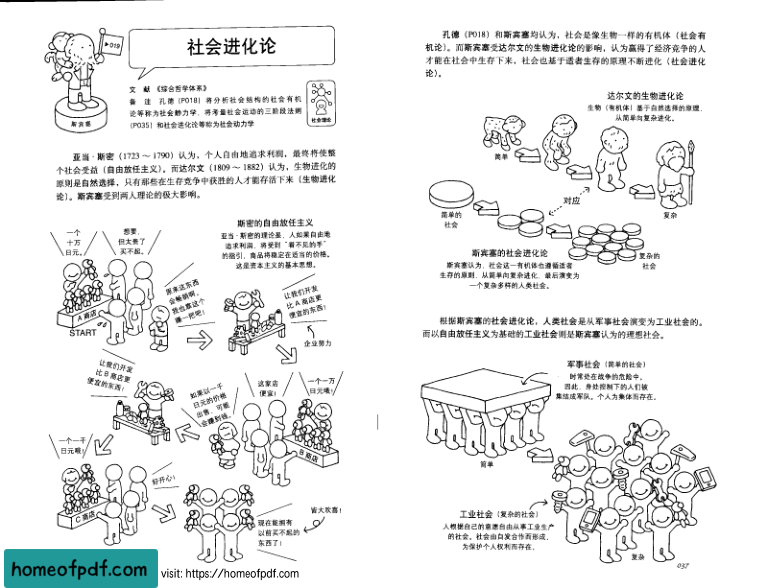 ▶019
社会进化论
文　献　《综合哲学体系》
备　注　孔德（P018）将分析社会结构的社会有机
论等称为社会静力学，将考量社会运动的三阶段法则
（P035）和社会进化论等称为社会动力学
社会理论
斯宾塞
亚当·斯密（1723～1790）认为，个人自由地追求利润，最终将使整
个社会受益（自由放任主义）。而达尔文（1809～1882）认为，生物进化的
原则是自然选择，只有那些在生存竞争中获胜的人才能存活下来（生物进化
论）。斯宾塞受到两人理论的极大影响。
斯密的自由放任主义
亚当·斯密的理论是，人如果自由地
追求利润，将受到“看不见的手”
的指引，商品将稳定在适当的价格。
这是资本主义的基本思想。
一个
十万
日元。
想要，
但太贵了
买不起。
原来这东西
会畅销啊，
我也靠这个
赚一把吧！
A 商店
START
让我们开发
比 A 商店更
便宜的东西！
企业努力
让我们开发
比 B 商店更
便宜的东西！
如果以一千
日元的价格
出售，可能
会赚到钱。
这家店
便宜！
一个一万
日元哦！
B 商店
一个一千
日元哦！
好开心！
C 商店
现在能拥有
以前买不起的
东西了！
皆大欢喜！
孔德（P018）和斯宾塞均认为，社会是像生物一样的有机体（社会有
机论）。而斯宾塞受达尔文的生物进化论的影响，认为赢得了经济竞争的人
才能在社会中生存下来，社会也基于适者生存的原理不断进化（社会进化
论）。
达尔文的生物进化论
生物（有机体）基于自然选择的原理，
从简单向复杂进化。
简单
复杂
对应
简单的
社会
复杂的
社会
斯宾塞的社会进化论
斯宾塞认为，社会这一有机体也遵循适者
生存的原则，从简单向复杂进化，最后演变为
一个复杂多样的人类社会。
根据斯宾塞的社会进化论，人类社会是从军事社会演变为工业社会的。
而以自由放任主义为基础的工业社会则是斯宾塞认为的理想社会。
军事社会（简单的社会）
时常处在战争的危险中。
因此，身处控制下的人们被
集结成军队。个人为集体而存在。
简单
工业社会（复杂的社会）
人根据自己的意愿自由从事工业生产
的社会。社会由自发合作而形成，
为保护个人权利而存在。
复杂
037
homeofpdf.com
visit: https://homeofpdf.com